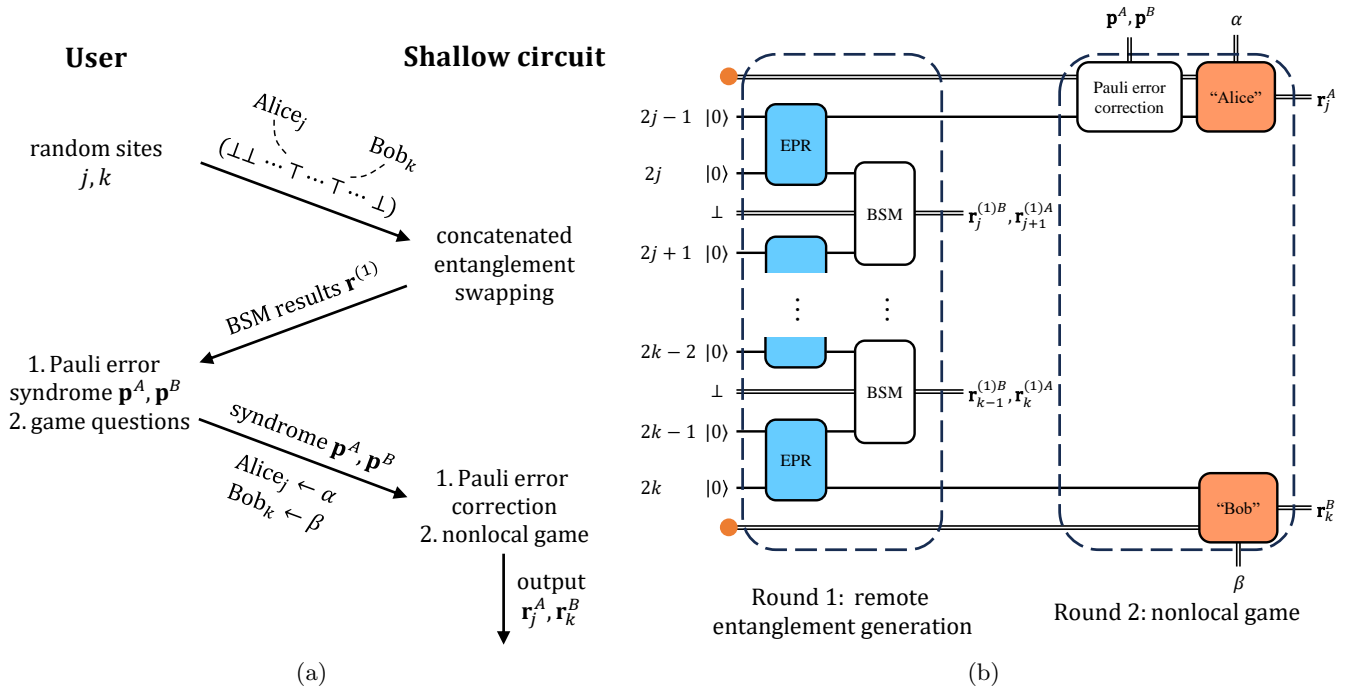 User
Shallow circuit
random sites
j, k
Alice_j
Bob_k
(⊥⊥ ⋯ ⊤ ⋯ ⊤ ⋯ ⊥)
concatenated
entanglement
swapping
BSM results r^(1)
1. Pauli error
syndrome p^A, p^B
2. game questions
syndrome p^A, p^B
Alice_j ← α
Bob_k ← β
1. Pauli error
correction
2. nonlocal game
output
r_j^A, r_k^B
(a)
p^A, p^B
α
Pauli error
correction
“Alice”
r_j^A
2j − 1 |0⟩
EPR
2j |0⟩
⊥
BSM
r_j^(1)B, r_{j+1}^(1)A
2j + 1 |0⟩
⋮ ⋮
2k − 2 |0⟩
⊥
BSM
r_{k−1}^(1)B, r_k^(1)A
2k − 1 |0⟩
EPR
2k |0⟩
“Bob”
r_k^B
β
Round 1: remote
entanglement generation
Round 2: nonlocal game
(b)